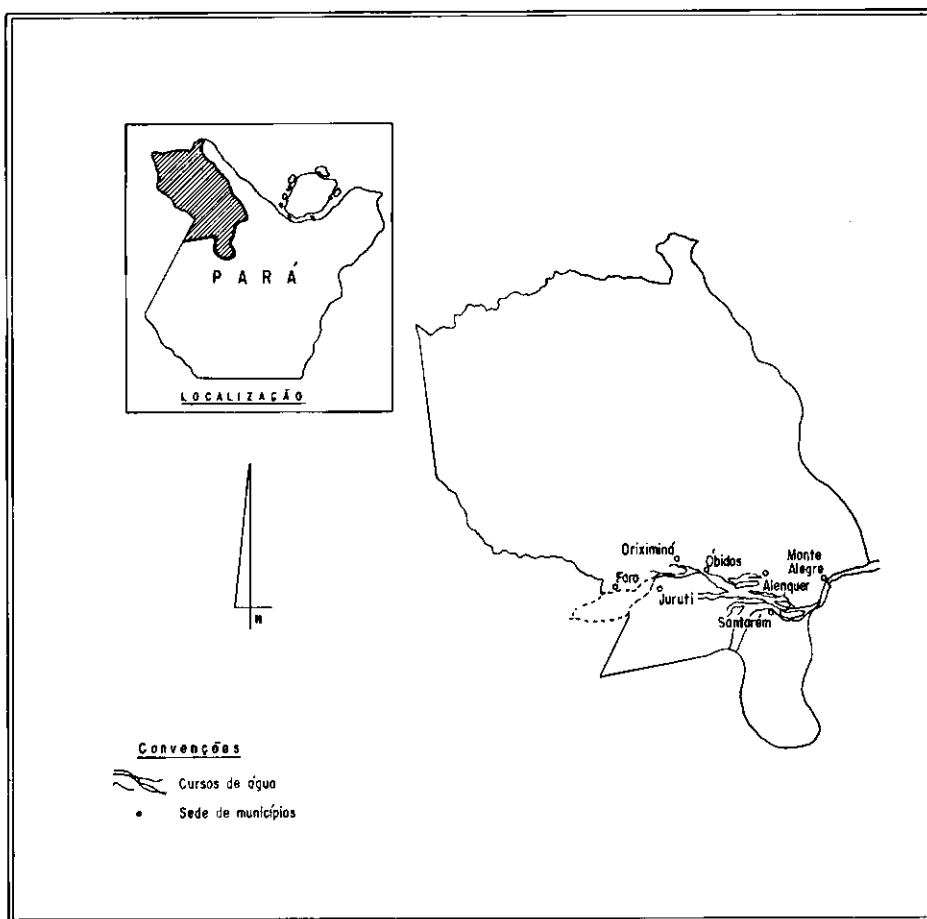 PARÁ
LOCALIZAÇÃO
Oriximiná
Óbidos
Monte
Alegre
Faro
Alenquer
Juruti
Santarém
N
Convenções
Cursos de água
Sede de municípios